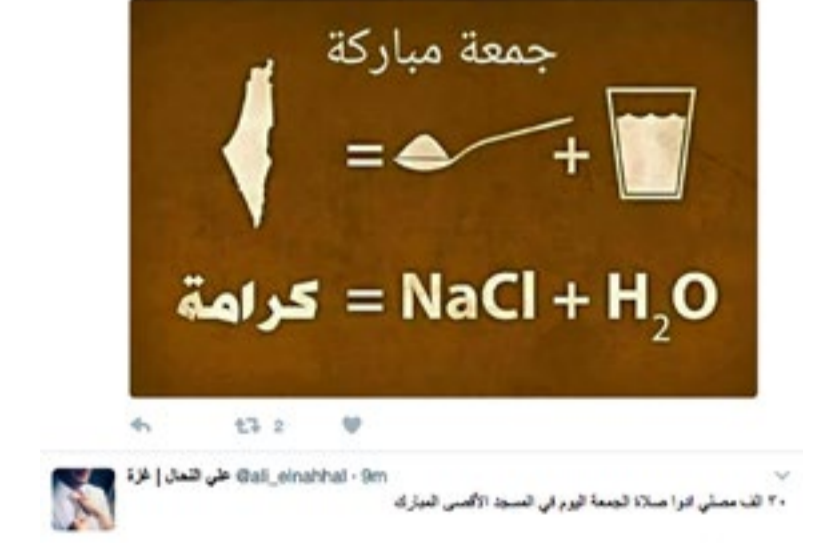 جمعة مباركة
= +
كرامة = NaCl + H₂O
2
علي النحال | غزة @ali_elnahhal · 9m
٣٠ الف مصلي ادوا صلاة الجمعة اليوم في المسجد الأقصى المبارك